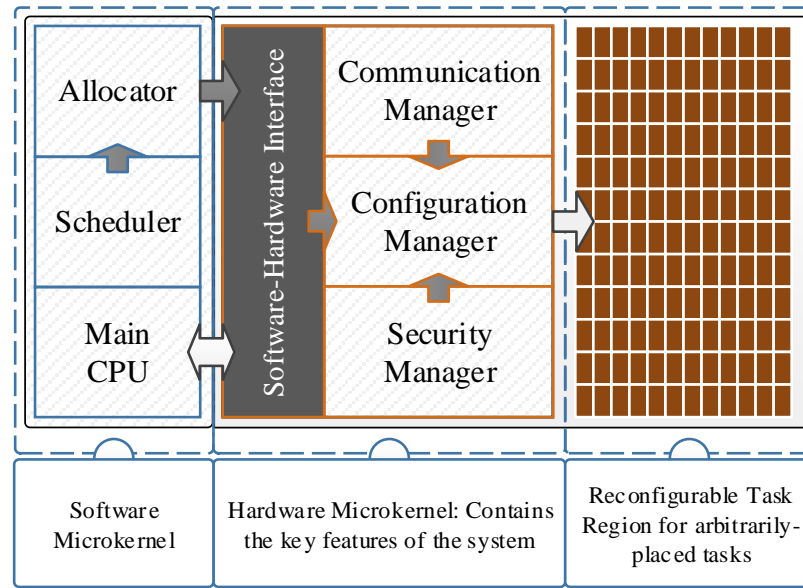 Allocator
Scheduler
Main
CPU
Software-Hardware Interface
Communication
Manager
Configuration
Manager
Security
Manager
Software
Microkernel
Hardware Microkernel: Contains
the key features of the system
Reconfigurable Task
Region for arbitrarily-
placed tasks